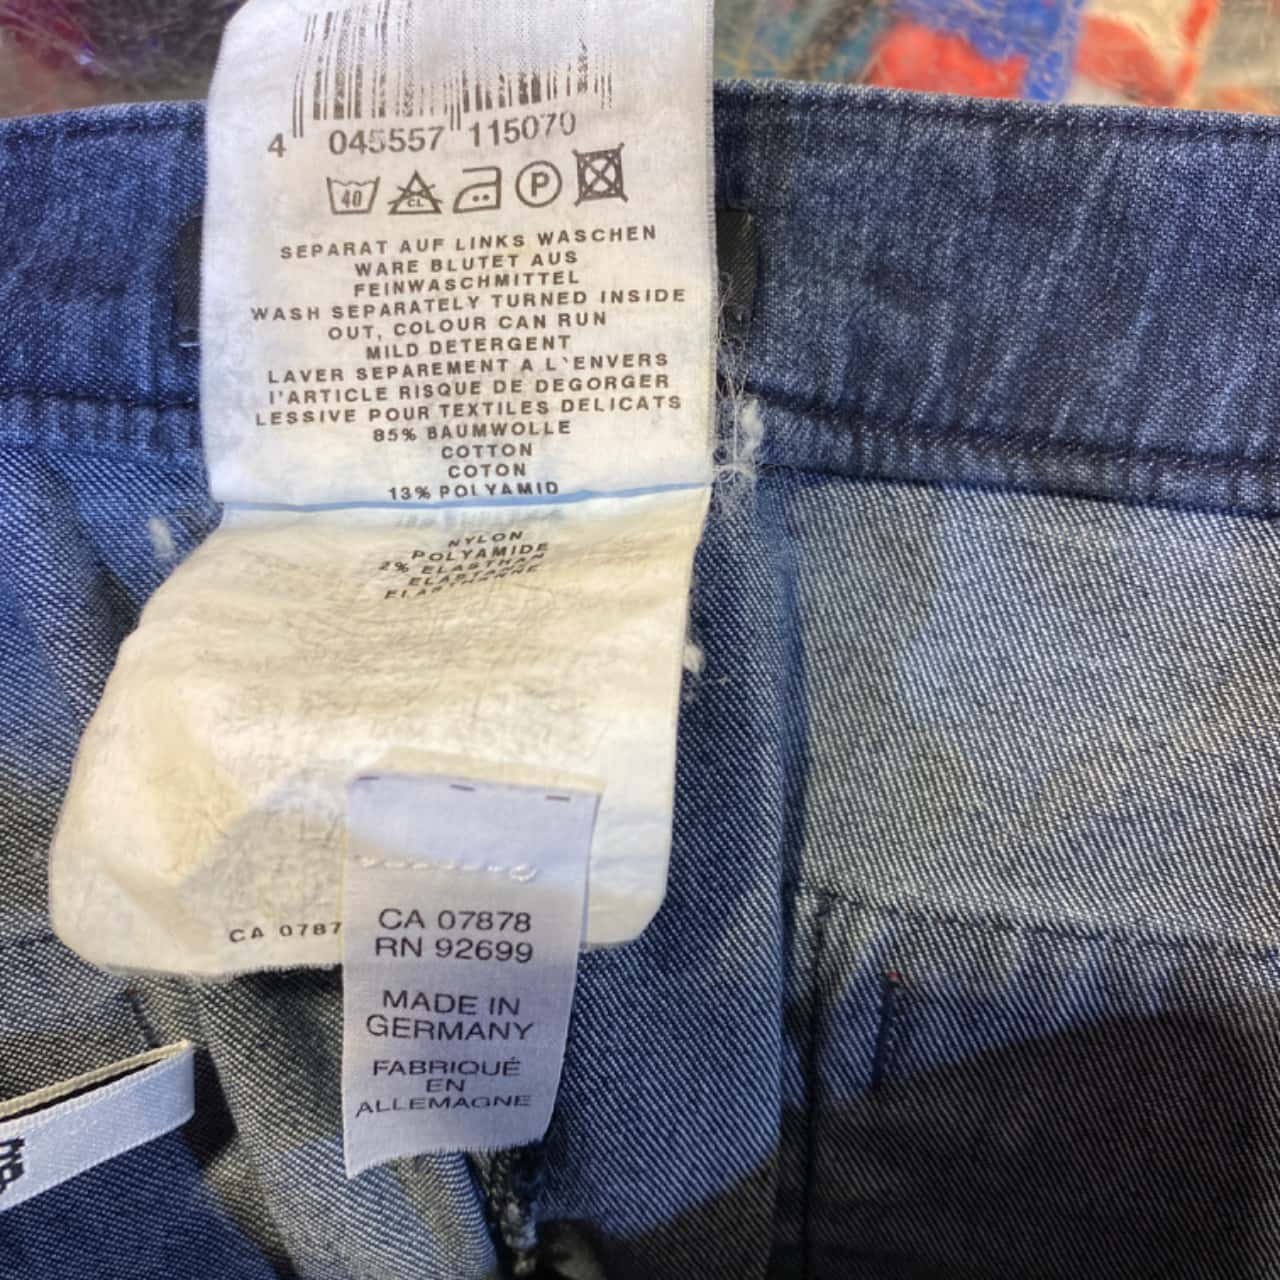 4 045557 115070
40 CL P
SEPARAT AUF LINKS WASCHEN
WARE BLUTET AUS
FEINWASCHMITTEL
WASH SEPARATELY TURNED INSIDE
OUT, COLOUR CAN RUN
MILD DETERGENT
LAVER SEPAREMENT A L`ENVERS
l'ARTICLE RISQUE DE DEGORGER
LESSIVE POUR TEXTILES DELICATS
85% BAUMWOLLE
COTTON
COTON
13% POLYAMID
NYLON
POLYAMIDE
2% ELASTHAN
ELASTANE
ELASTHANNE
CA 0787
CA 07878
RN 92699
MADE IN
GERMANY
FABRIQUÉ
EN
ALLEMAGNE